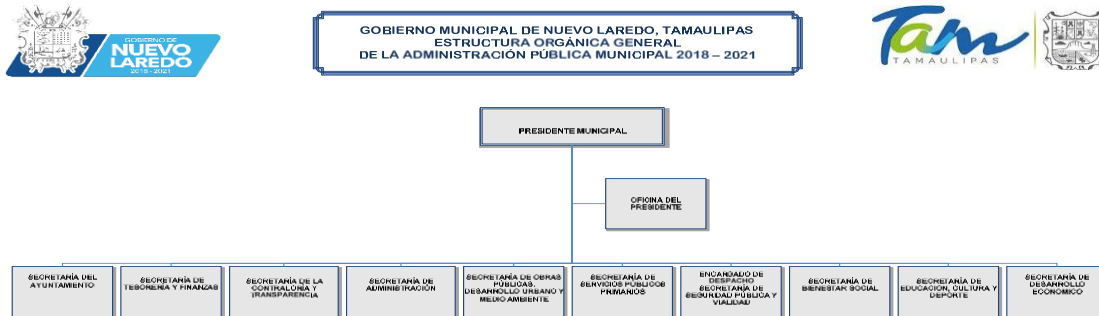 GOBIERNO DE
NUEVO
LAREDO
2018 - 2021
GOBIERNO MUNICIPAL DE NUEVO LAREDO, TAMAULIPAS
ESTRUCTURA ORGÁNICA GENERAL
DE LA ADMINISTRACIÓN PÚBLICA MUNICIPAL 2018 – 2021
Tam
TAMAULIPAS
PRESIDENTE MUNICIPAL
OFICINA DEL
PRESIDENTE
SECRETARÍA DEL
AYUNTAMIENTO
SECRETARÍA DE
TESORERÍA Y FINANZAS
SECRETARÍA DE LA
CONTRALORÍA Y
TRANSPARENCIA
SECRETARÍA DE
ADMINISTRACIÓN
SECRETARÍA DE OBRAS
PÚBLICAS,
DESARROLLO URBANO Y
MEDIO AMBIENTE
SECRETARÍA DE
SERVICIOS PÚBLICOS
PRIMARIOS
ENCARGADO DE
DESPACHO
SECRETARÍA DE
SEGURIDAD PÚBLICA Y
VIALIDAD
SECRETARÍA DE
BIENESTAR SOCIAL
SECRETARÍA DE
EDUCACIÓN, CULTURA Y
DEPORTE
SECRETARÍA DE
DESARROLLO
ECONOMICO